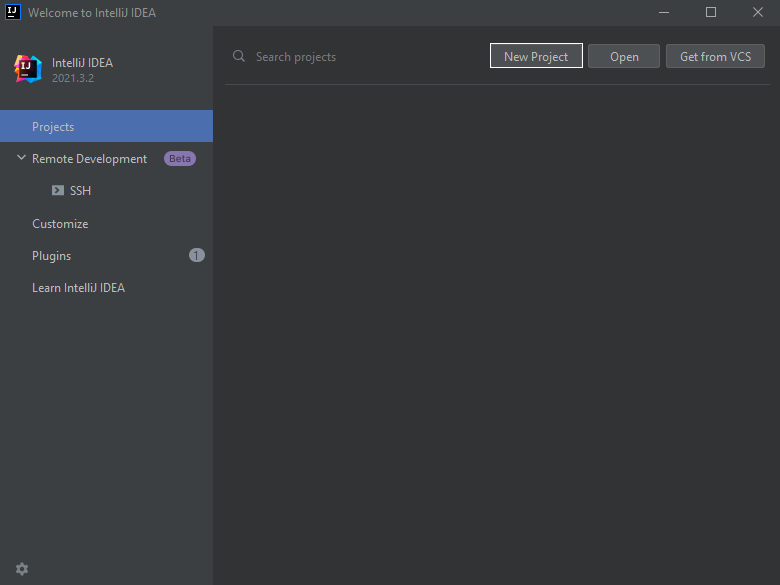 IJ Welcome to IntelliJ IDEA
IJ
IntelliJ IDEA
2021.3.2
Search projects
New Project
Open
Get from VCS
Projects
Remote Development Beta
SSH
Customize
Plugins 1
Learn IntelliJ IDEA